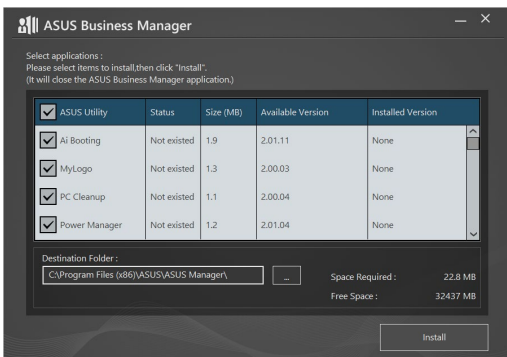 ASUS Business Manager
Select applications :
Please select items to install,then click "Install".
(It will close the ASUS Business Manager application.)
ASUS Utility Status Size (MB) Available Version Installed Version
Ai Booting Not existed 1.9 2.01.11 None
MyLogo Not existed 1.3 2.00.03 None
PC Cleanup Not existed 1.1 2.00.04 None
Power Manager Not existed 1.2 2.01.04 None
Destination Folder :
C:\Program Files (x86)\ASUS\ASUS Manager\ ... Space Required : 22.8 MB
Free Space : 32437 MB
Install